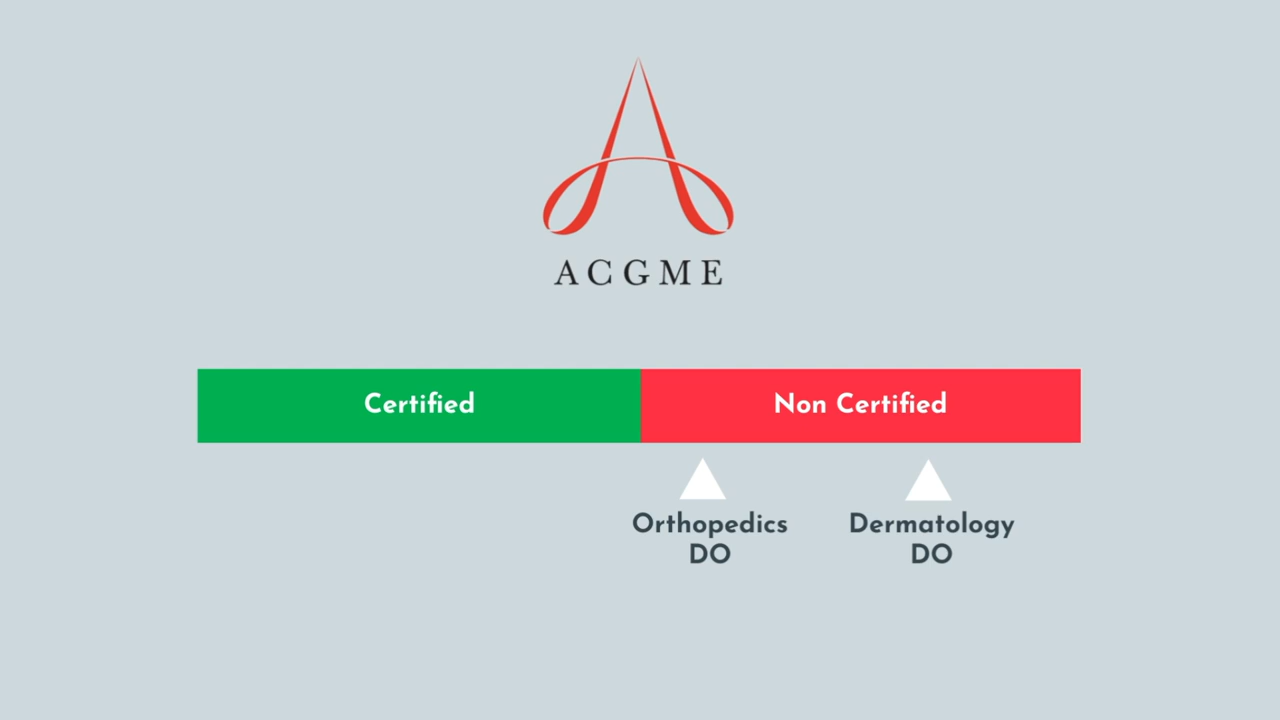 ACGME
Certified
Non Certified
Orthopedics
DO
Dermatology
DO